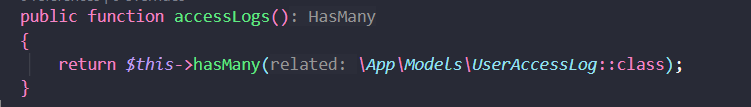 public function accessLogs(): HasMany
{
    return $this->hasMany(related: \App\Models\UserAccessLog::class);
}